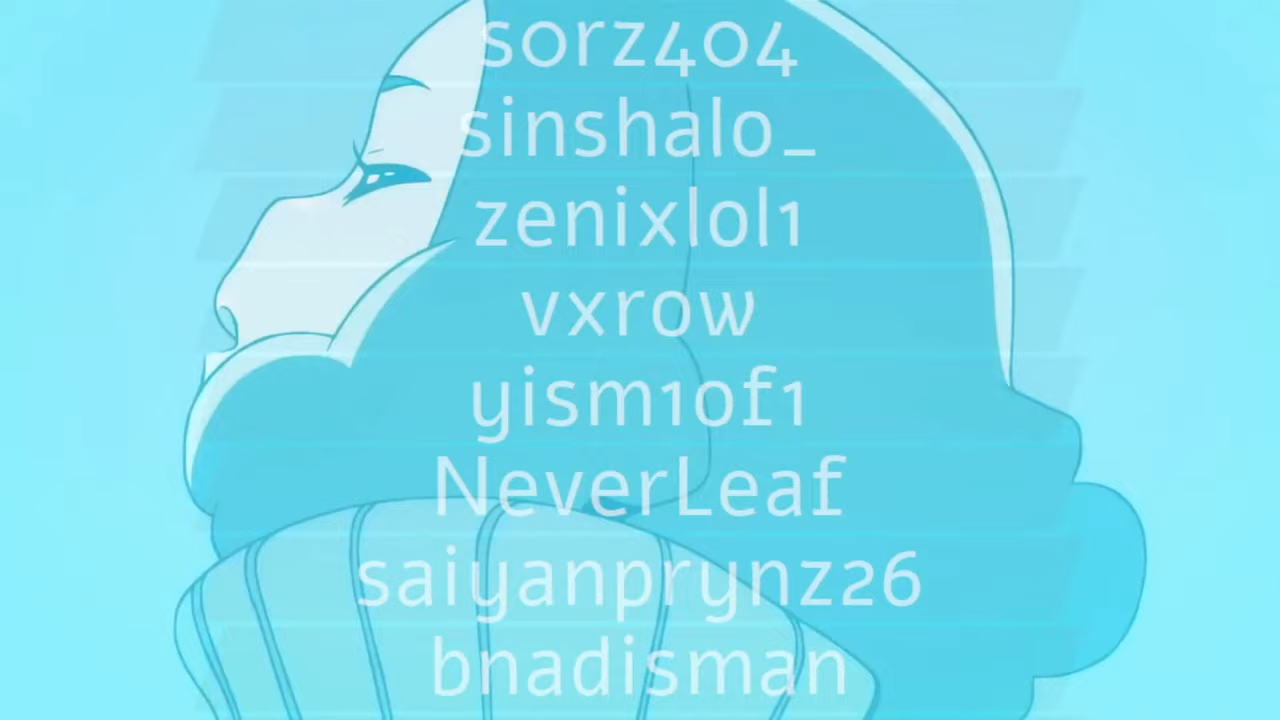 sorz404
sinshalo_
zenixlol1
vxrow
yism1of1
NeverLeaf
saiyanprynz26
bnadisman